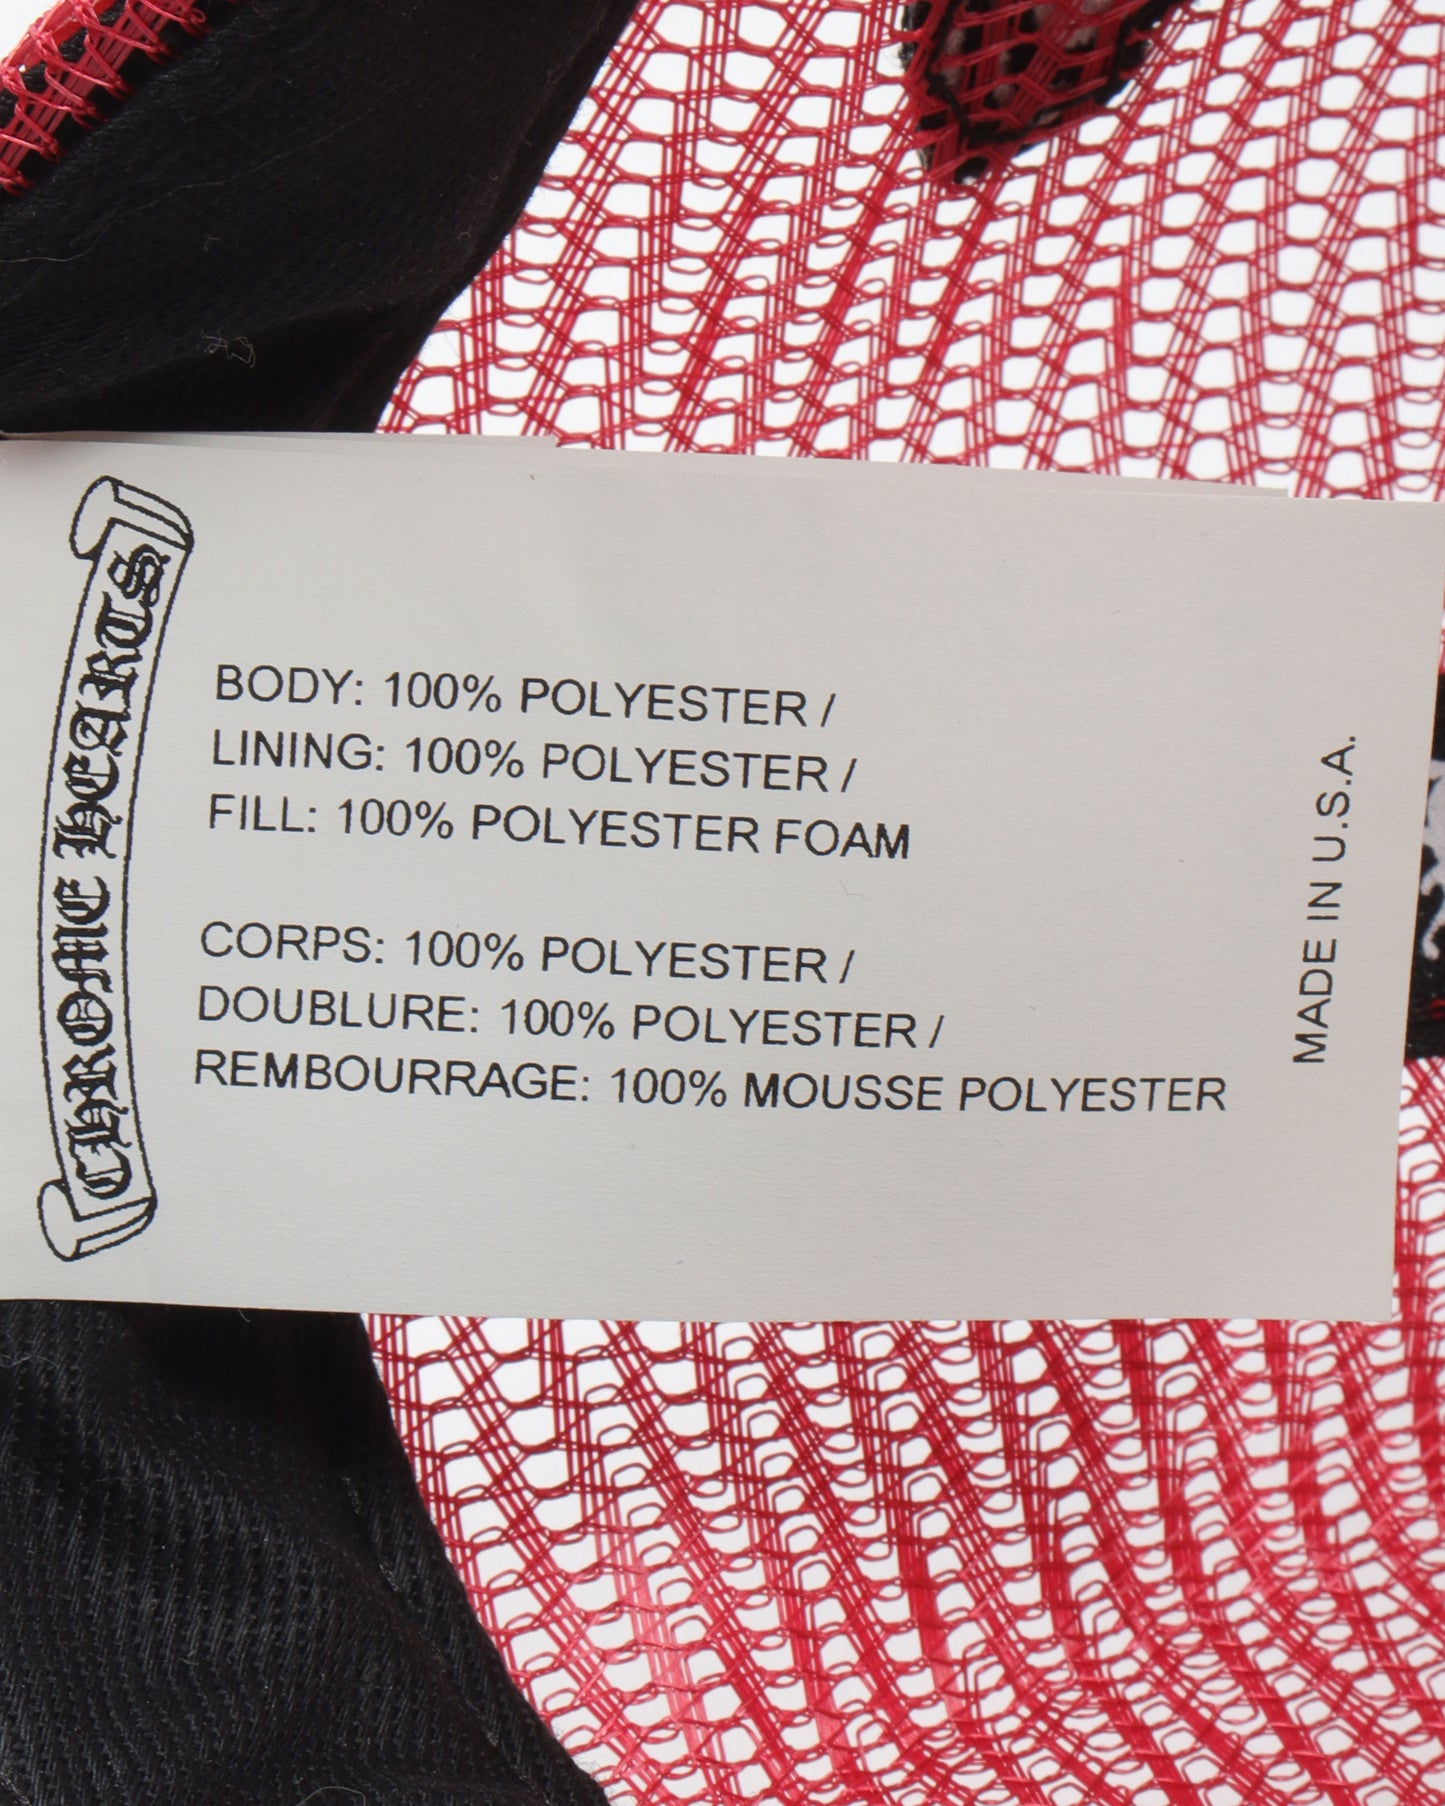 CHROME HEARTS
BODY: 100% POLYESTER /
LINING: 100% POLYESTER /
FILL: 100% POLYESTER FOAM
CORPS: 100% POLYESTER /
DOUBLURE: 100% POLYESTER /
REMBOURRAGE: 100% MOUSSE POLYESTER
MADE IN U.S.A.